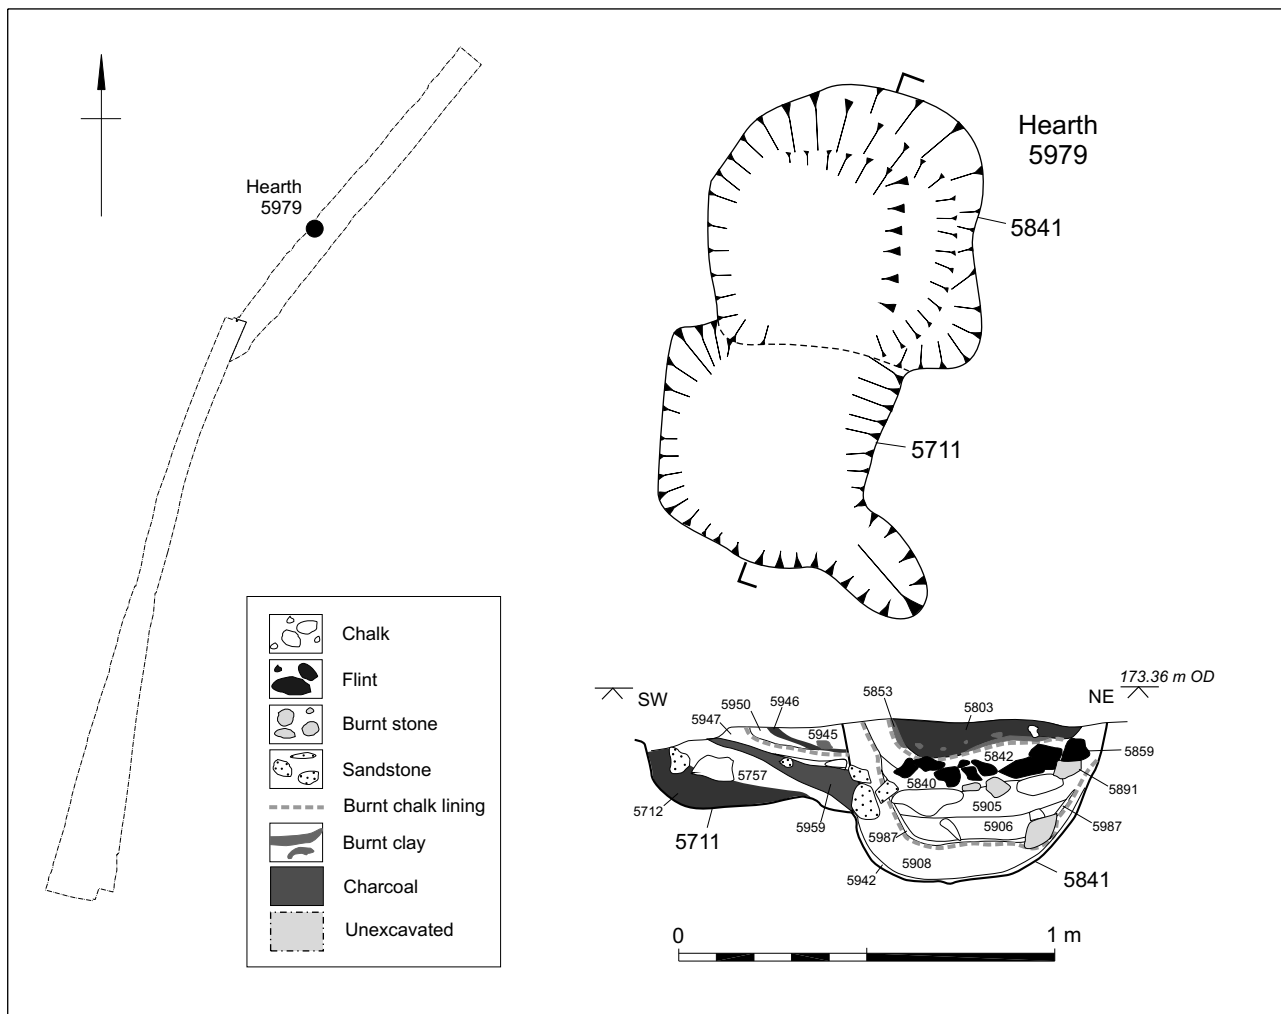 Hearth
5979
Hearth
5979
5841
5711
Chalk
Flint
Burnt stone
Sandstone
Burnt chalk lining
Burnt clay
Charcoal
Unexcavated
173.36 m OD
SW
NE
5853
5946
5950
5947
5803
5945
5842
5859
5757
5840
5891
5905
5712
5959
5906
5987
5987
5711
5908
5942
5841
0
1 m